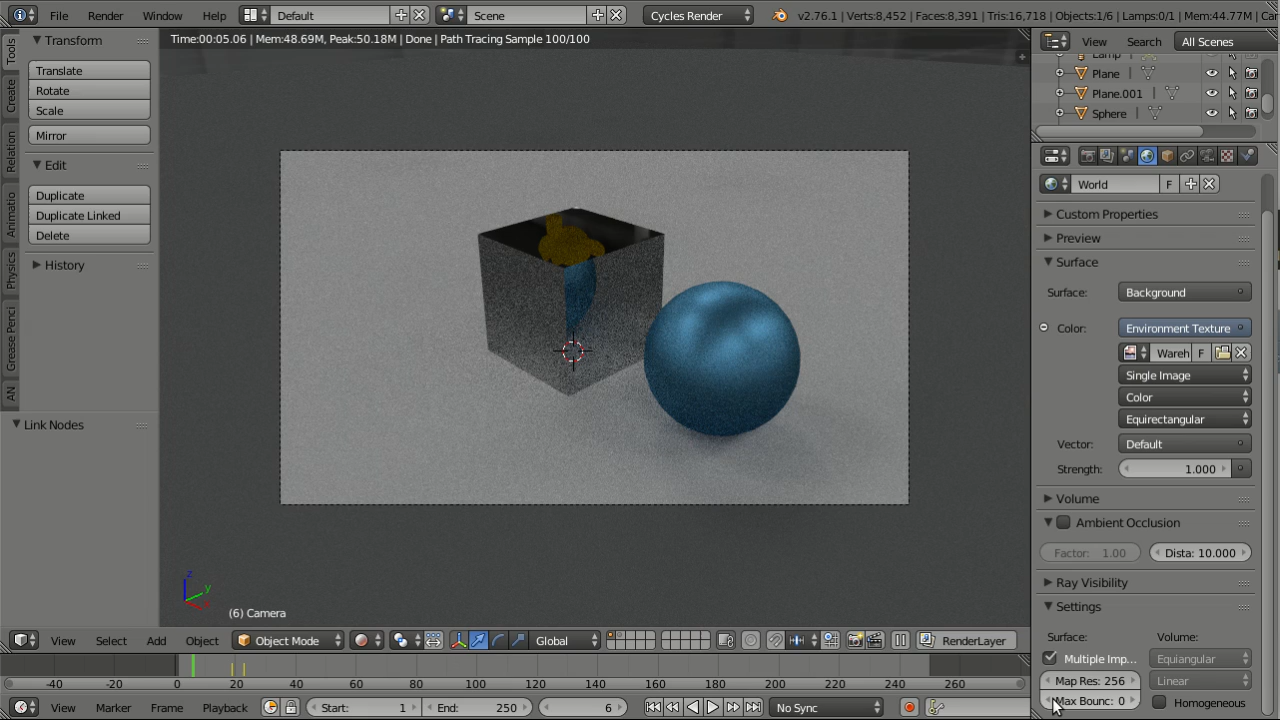 File Render Window Help Default Scene Cycles Render v2.76.1 | Verts:8,452 | Faces:8,391 | Tris:16,718 | Objects:1/6 | Lamps:0/1 | Mem:44.77M | Car
Time:00:05.06 | Mem:48.69M, Peak:50.18M | Done | Path Tracing Sample 100/100
View Search All Scenes
Lamp
Plane
Plane.001
Sphere
Tools
Create
Relation
Animatio
Physics
Grease Penci
AN
Transform
Translate
Rotate
Scale
Mirror
Edit
Duplicate
Duplicate Linked
Delete
History
Link Nodes
z
y
(6) Camera
World F
Custom Properties
Preview
Surface
Surface: Background
Color: Environment Texture
Wareh F
Single Image
Color
Equirectangular
Vector: Default
Strength: 1.000
Volume
Ambient Occlusion
Factor: 1.00 Dista: 10.000
Ray Visibility
Settings
Surface: Volume:
Multiple Imp... Equiangular
Map Res: 256 Linear
Max Bounc: 0 Homogeneous
View Select Add Object Object Mode Global RenderLayer
-40 -20 0 20 40 60 80 100 120 140 160 180 200 220 240 260
View Marker Frame Playback Start: 1 End: 250 6 No Sync